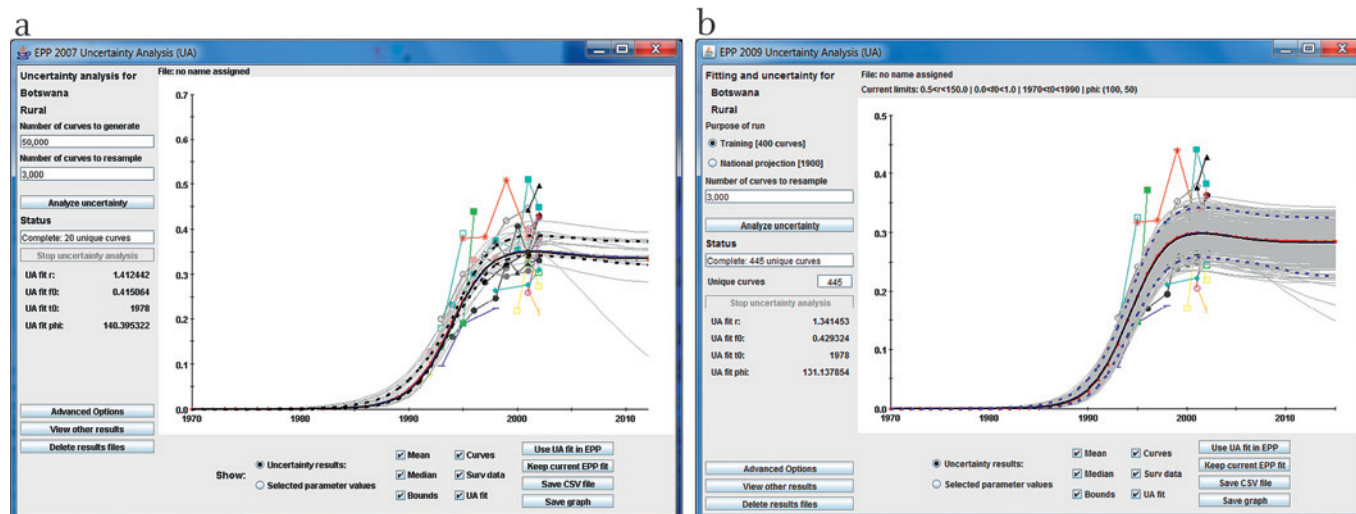 a
EPP 2007 Uncertainty Analysis (UA)
Uncertainty analysis for
Botswana
Rural
Number of curves to generate
50,000
Number of curves to resample
3,000
Analyze uncertainty
Status
Complete: 20 unique curves
Stop uncertainty analysis
UA fit r: 1.412442
UA fit f0: 0.415064
UA fit t0: 1978
UA fit phi: 140.395322
Advanced Options
View other results
Delete results files
File: no name assigned
0.7
0.6
0.5
0.4
0.3
0.2
0.1
0.0
1970 1980 1990 2000 2010
Show:
Uncertainty results:
Selected parameter values
Mean Curves
Median Surv data
Bounds UA fit
Use UA fit in EPP
Keep current EPP fit
Save CSV file
Save graph
b
EPP 2009 Uncertainty Analysis (UA)
Fitting and uncertainty for
Botswana
Rural
Purpose of run
Training [400 curves]
National projection [1900]
Number of curves to resample
3,000
Analyze uncertainty
Status
Complete: 445 unique curves
Unique curves 445
Stop uncertainty analysis
UA fit r: 1.341453
UA fit f0: 0.429324
UA fit t0: 1978
UA fit phi: 131.137854
Advanced Options
View other results
Delete results files
File: no name assigned
Current limits: 0.5<r<150.0 | 0.0<f0<1.0 | 1970<t0<1990 | phi: (100, 50)
0.5
0.4
0.3
0.2
0.1
0.0
1970 1980 1990 2000 2010
Show:
Uncertainty results:
Selected parameter values
Mean Curves
Median Surv data
Bounds UA fit
Use UA fit in EPP
Keep current EPP fit
Save CSV file
Save graph